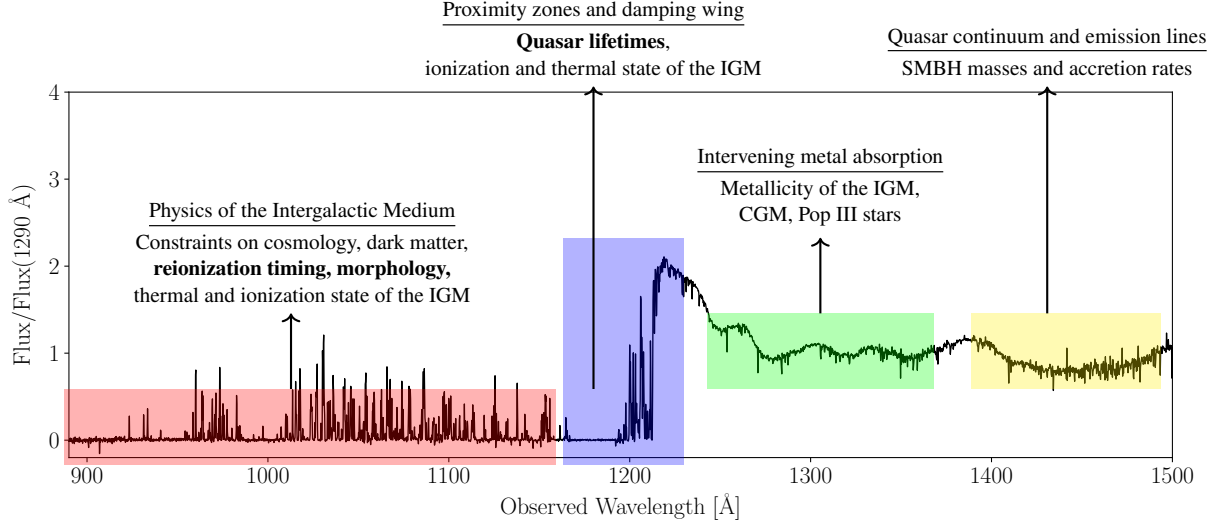 Proximity zones and damping wing
Quasar lifetimes,
ionization and thermal state of the IGM
Quasar continuum and emission lines
SMBH masses and accretion rates
Intervening metal absorption
Metallicity of the IGM,
CGM, Pop III stars
Physics of the Intergalactic Medium
Constraints on cosmology, dark matter,
reionization timing, morphology,
thermal and ionization state of the IGM
Flux/Flux(1290 Å)
4
3
2
1
0
900
1000
1100
1200
1300
1400
1500
Observed Wavelength [Å]